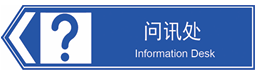 ?
问讯处
Information Desk